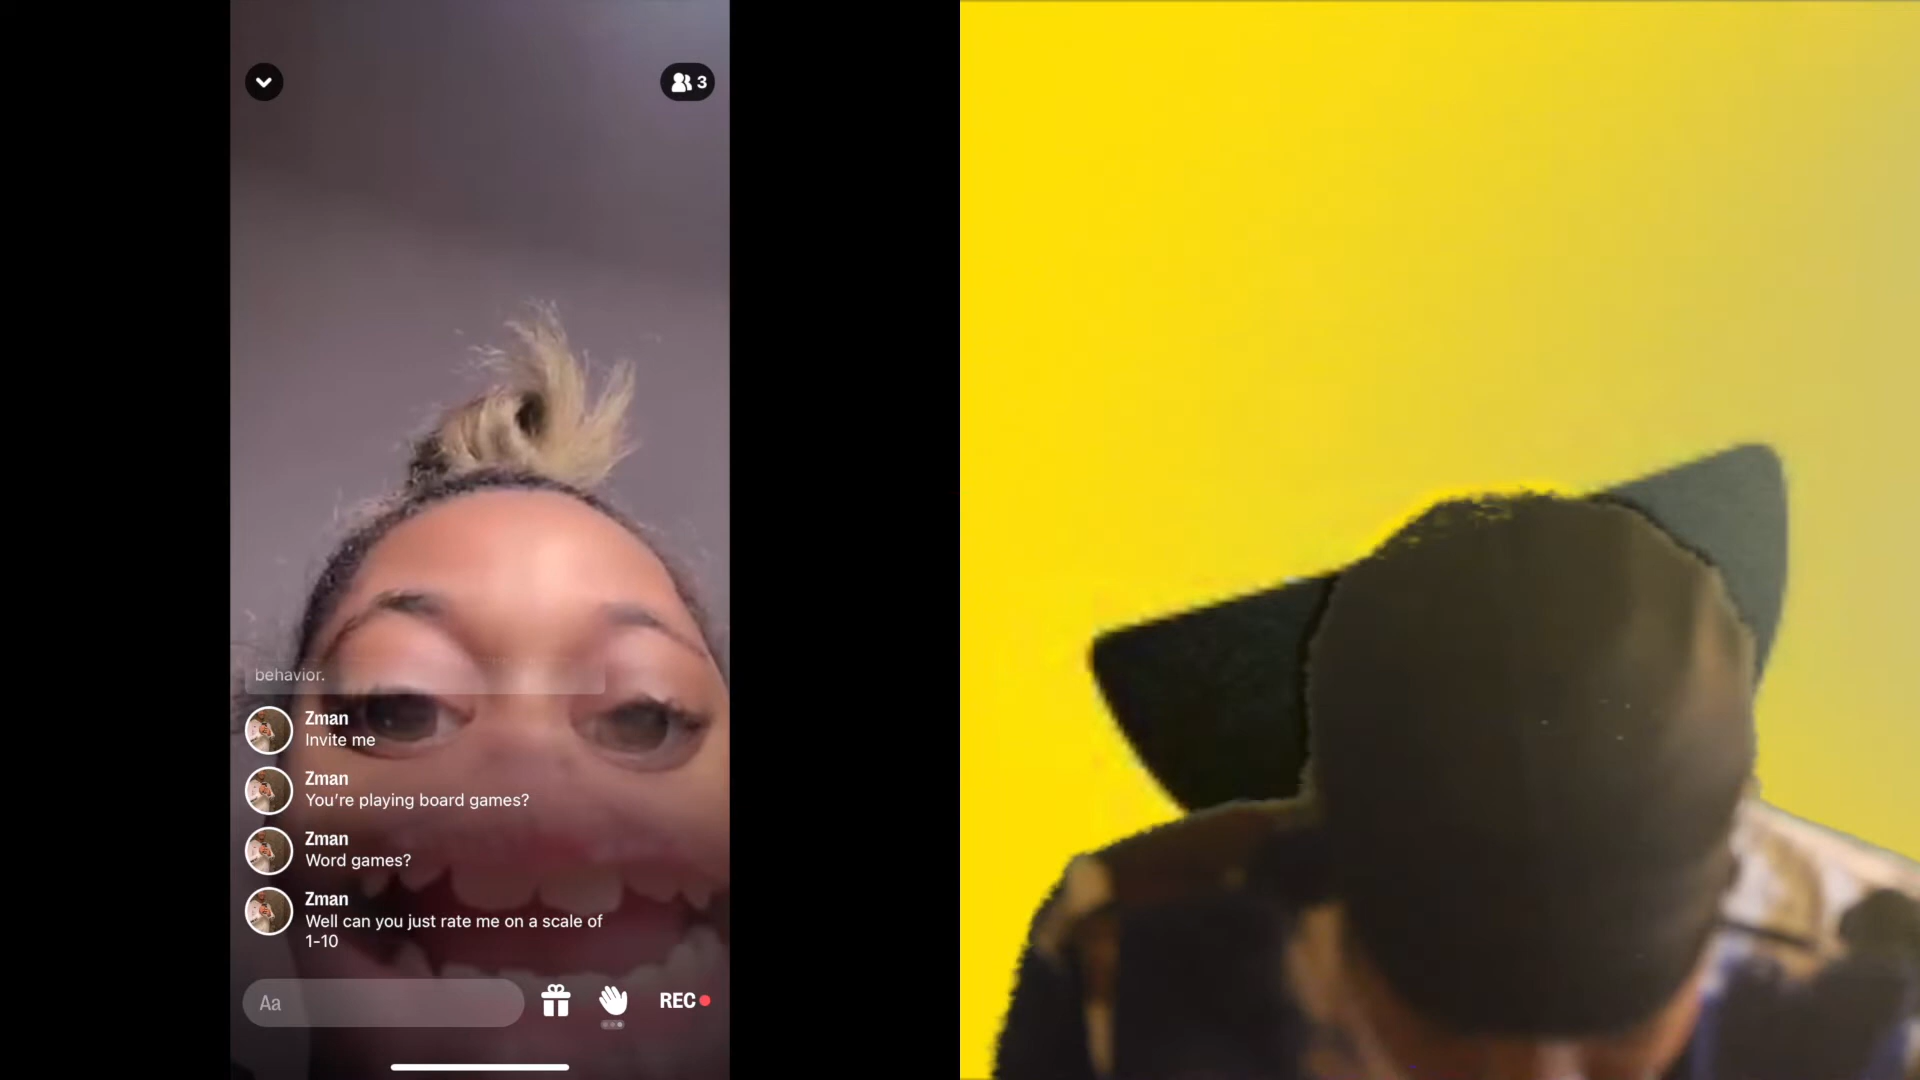 3
behavior.
Zman
Invite me
Zman
You're playing board games?
Zman
Word games?
Zman
Well can you just rate me on a scale of
1-10
Aa
REC